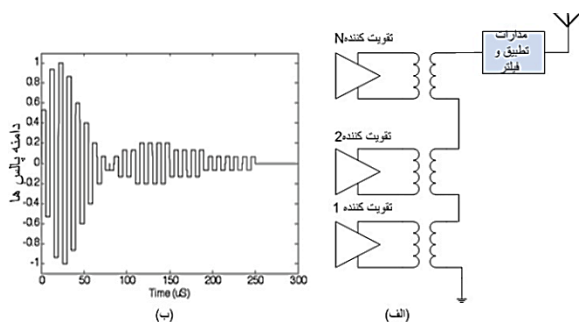 مدارات
تطبیق و
فیلتر
تقویت کننده N
تقویت کننده 2
تقویت کننده 1
(الف)
دامنه پالس ها
1
0.8
0.6
0.4
0.2
0
-0.2
-0.4
-0.6
-0.8
-1
0 50 100 150 200 250 300
Time (uS)
(ب)